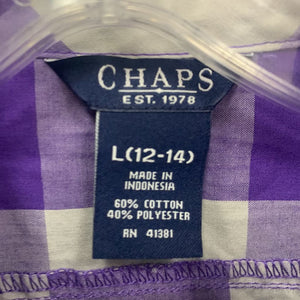 CHAPS
EST. 1978
L(12-14)
MADE IN
INDONESIA
60% COTTON
40% POLYESTER
RN 41381